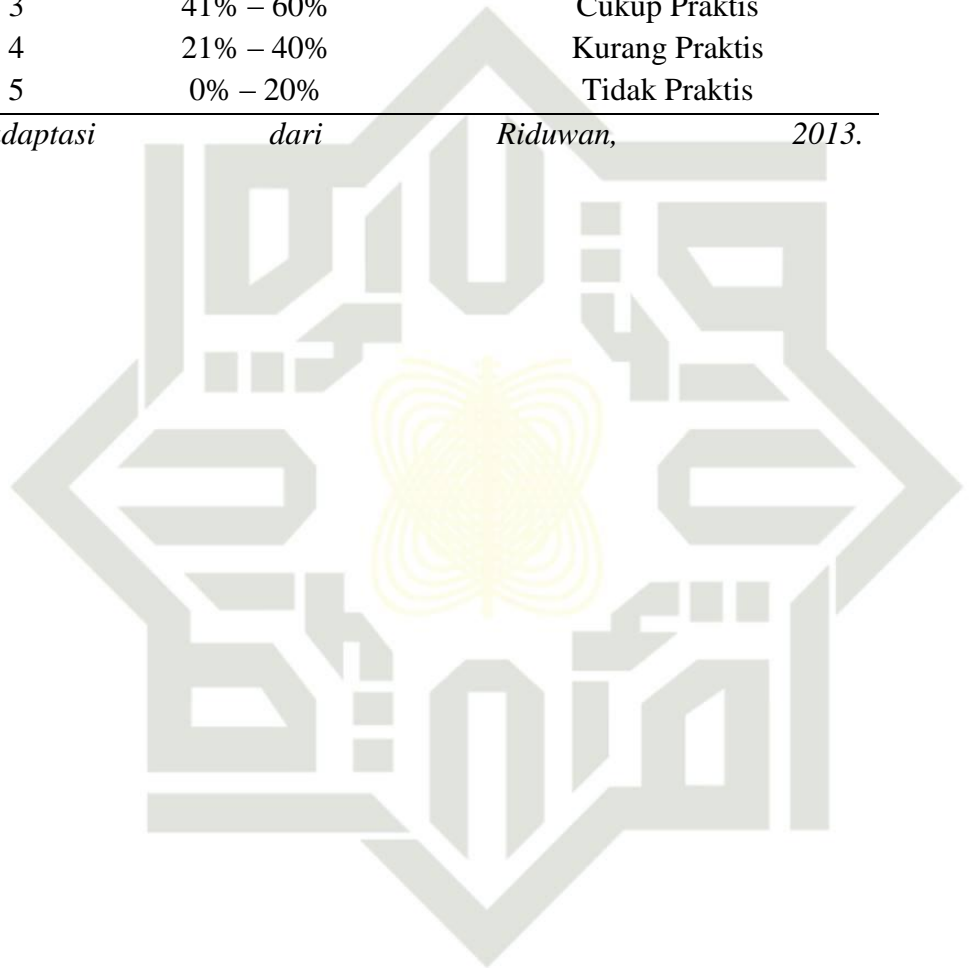 3 41% – 60% Cukup Praktis
4 21% – 40% Kurang Praktis
5 0% – 20% Tidak Praktis
daptasi dari Riduwan, 2013.